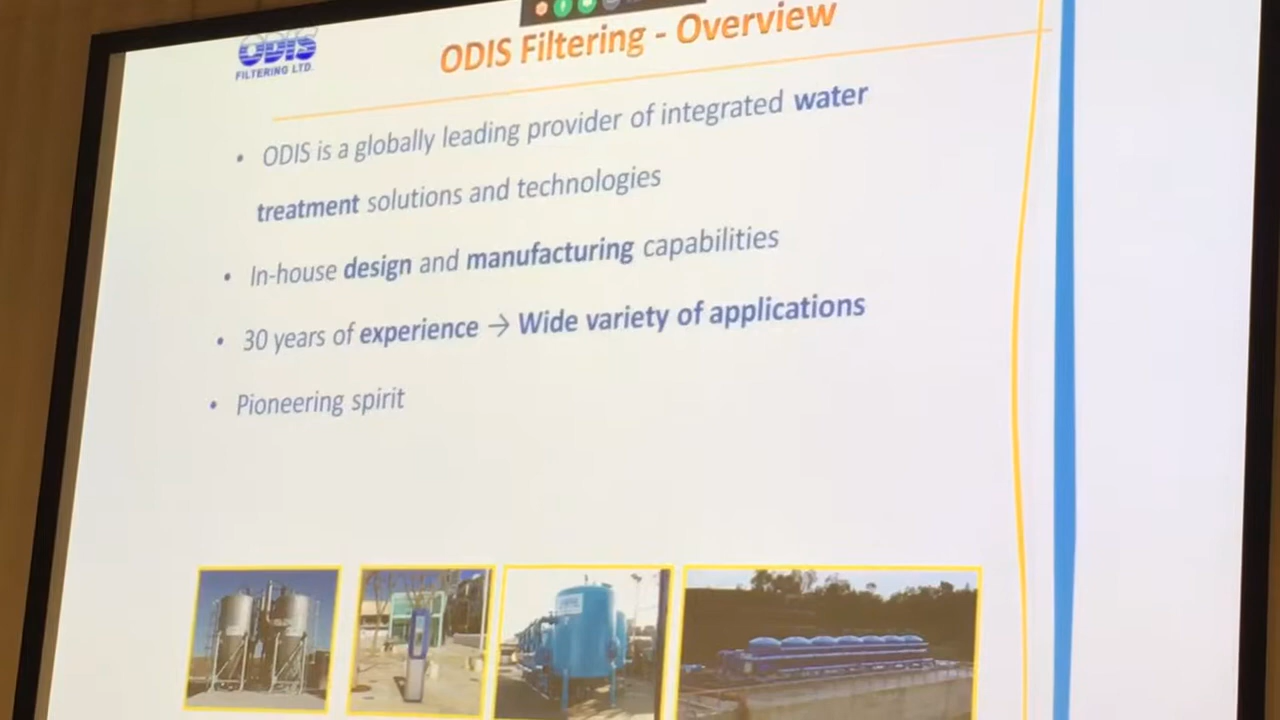 ODIS
FILTERING LTD.
ODIS Filtering - Overview
• ODIS is a globally leading provider of integrated water
treatment solutions and technologies
• In-house design and manufacturing capabilities
• 30 years of experience → Wide variety of applications
• Pioneering spirit